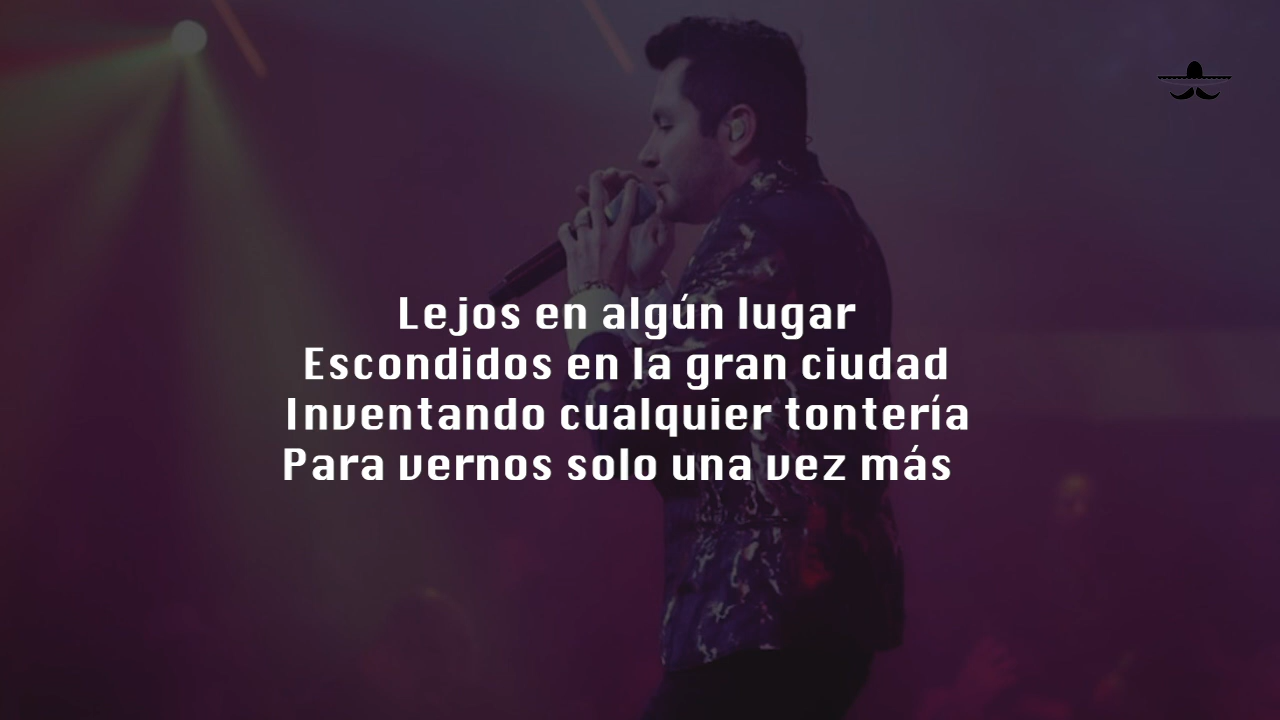 Lejos en algún lugar
Escondidos en la gran ciudad
Inventando cualquier tontería
Para vernos solo una vez más